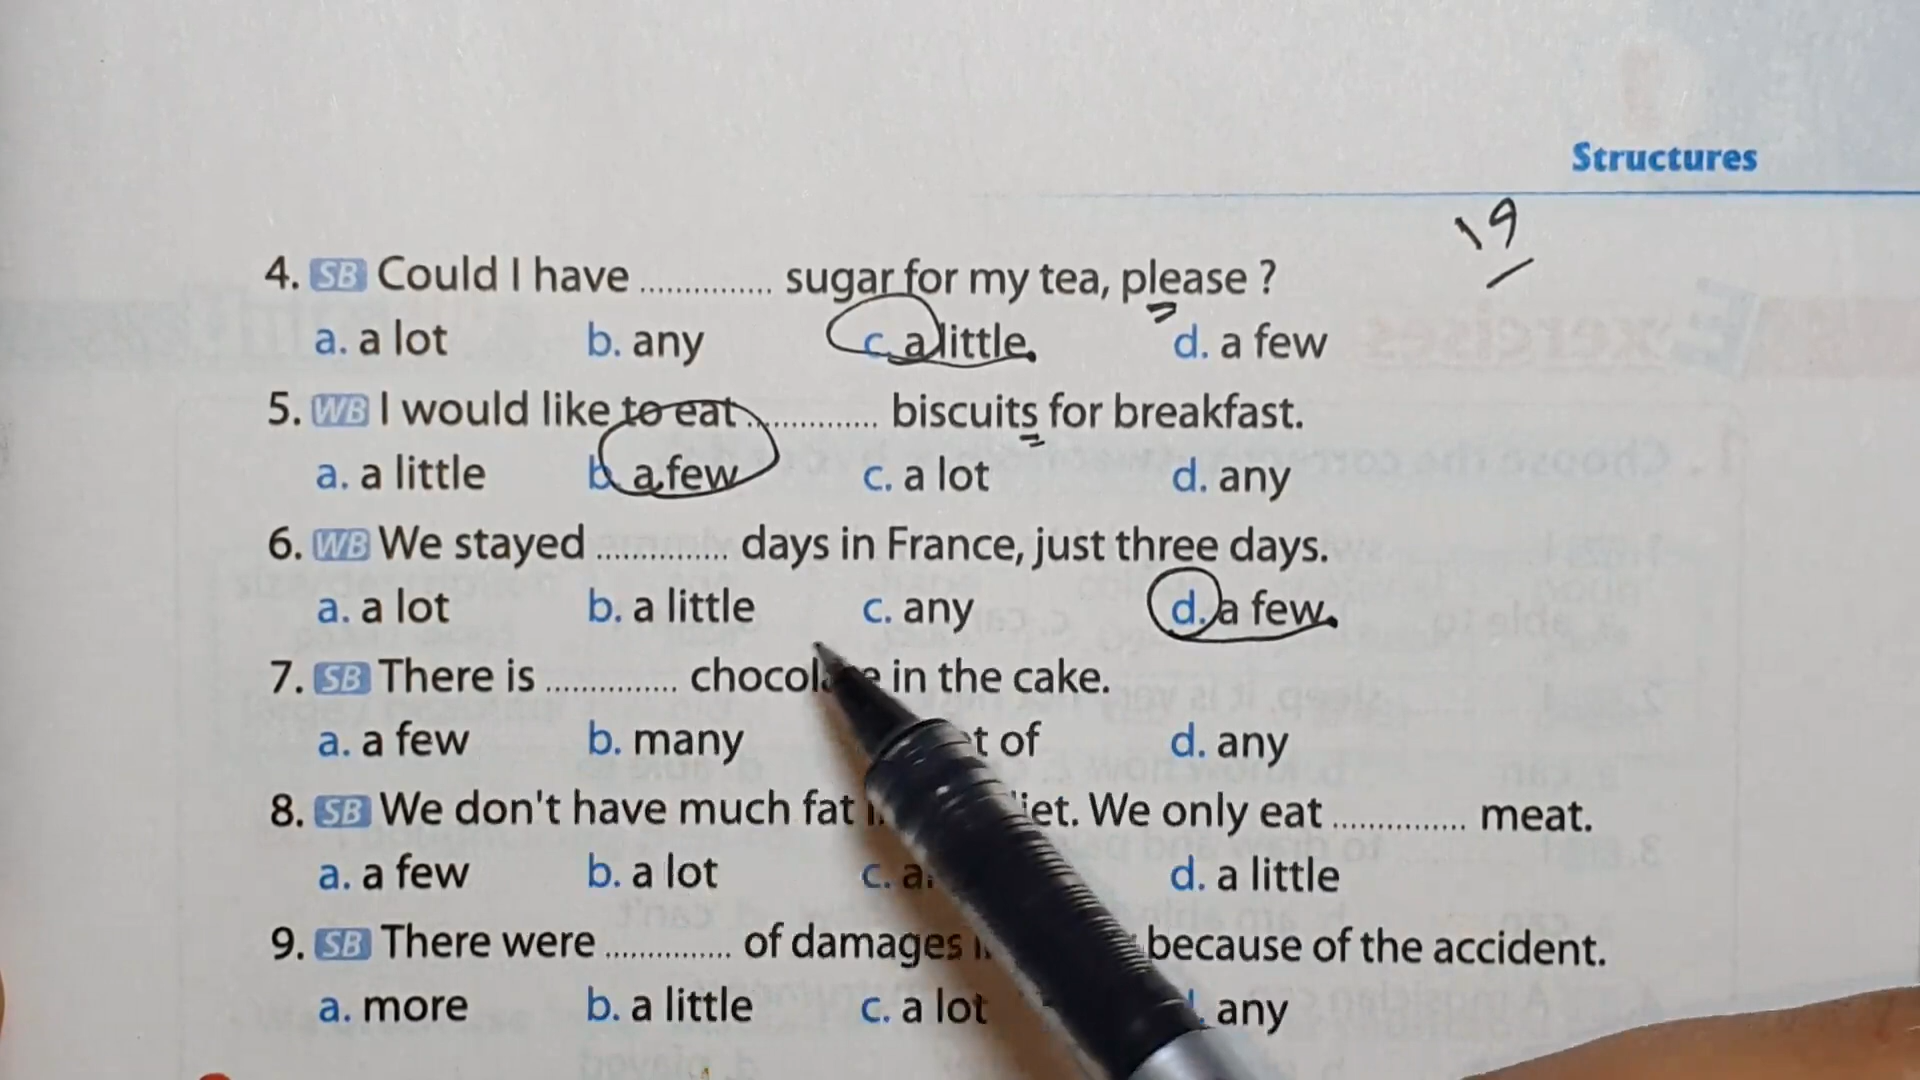 Structures
19
4. SB Could I have .............. sugar for my tea, please ?
a. a lot b. any c. a little d. a few
5. WB I would like to eat .............. biscuits for breakfast.
a. a little b. a few c. a lot d. any
6. WB We stayed .............. days in France, just three days.
a. a lot b. a little c. any d. a few
7. SB There is .............. chocolate in the cake.
a. a few b. many t of d. any
8. SB We don't have much fat iet. We only eat .............. meat.
a. a few b. a lot c. d. a little
9. SB There were .............. of damages because of the accident.
a. more b. a little c. a lot any